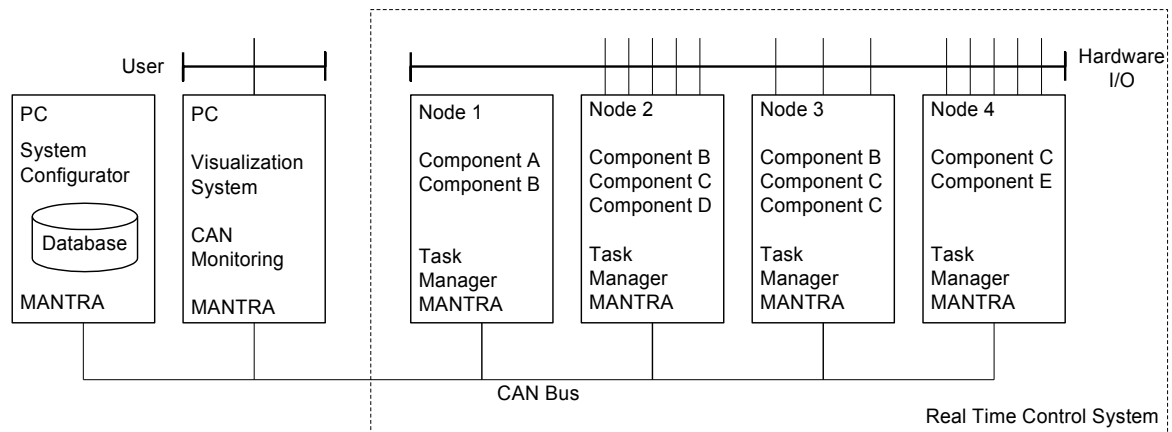 User
Hardware
I/O
PC
System
Configurator
Database
MANTRA
PC
Visualization
System
CAN
Monitoring
MANTRA
Node 1
Component A
Component B
Task
Manager
MANTRA
Node 2
Component B
Component C
Component D
Task
Manager
MANTRA
Node 3
Component B
Component C
Component C
Task
Manager
MANTRA
Node 4
Component C
Component E
Task
Manager
MANTRA
CAN Bus
Real Time Control System